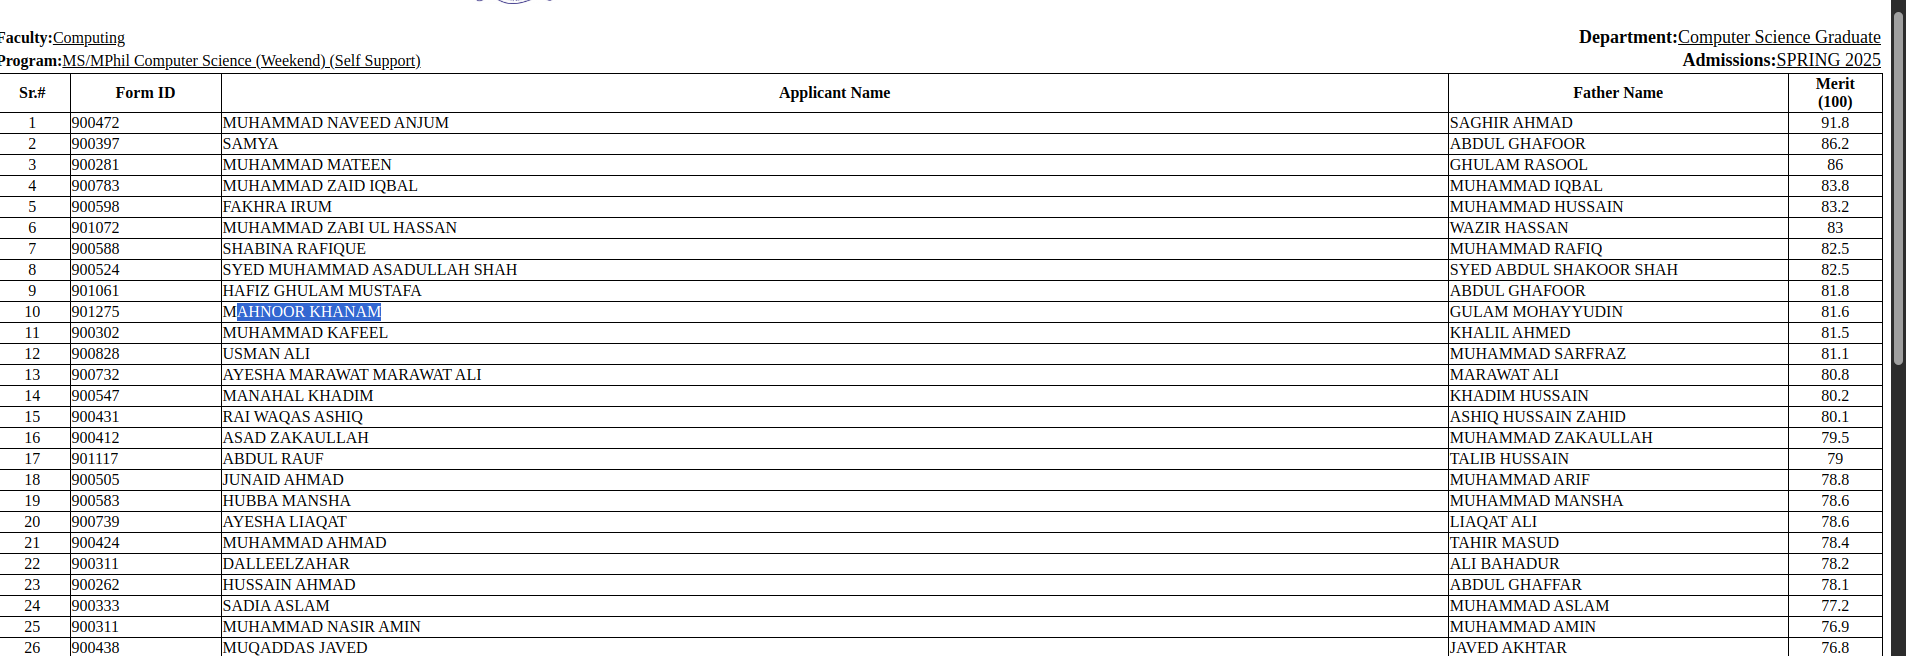 Faculty:Computing Department:Computer Science Graduate
Program:MS/MPhil Computer Science (Weekend) (Self Support) Admissions:SPRING 2025
Sr.# Form ID Applicant Name Father Name Merit (100)
1 900472 MUHAMMAD NAVEED ANJUM SAGHIR AHMAD 91.8
2 900397 SAMYA ABDUL GHAFOOR 86.2
3 900281 MUHAMMAD MATEEN GHULAM RASOOL 86
4 900783 MUHAMMAD ZAID IQBAL MUHAMMAD IQBAL 83.8
5 900598 FAKHRA IRUM MUHAMMAD HUSSAIN 83.2
6 901072 MUHAMMAD ZABI UL HASSAN WAZIR HASSAN 83
7 900588 SHABINA RAFIQUE MUHAMMAD RAFIQ 82.5
8 900524 SYED MUHAMMAD ASADULLAH SHAH SYED ABDUL SHAKOOR SHAH 82.5
9 901061 HAFIZ GHULAM MUSTAFA ABDUL GHAFOOR 81.8
10 901275 MAHNOOR KHANAM GULAM MOHAYYUDIN 81.6
11 900302 MUHAMMAD KAFEEL KHALIL AHMED 81.5
12 900828 USMAN ALI MUHAMMAD SARFRAZ 81.1
13 900732 AYESHA MARAWAT MARAWAT ALI MARAWAT ALI 80.8
14 900547 MANAHAL KHADIM KHADIM HUSSAIN 80.2
15 900431 RAI WAQAS ASHIQ ASHIQ HUSSAIN ZAHID 80.1
16 900412 ASAD ZAKAULLAH MUHAMMAD ZAKAULLAH 79.5
17 901117 ABDUL RAUF TALIB HUSSAIN 79
18 900505 JUNAID AHMAD MUHAMMAD ARIF 78.8
19 900583 HUBBA MANSHA MUHAMMAD MANSHA 78.6
20 900739 AYESHA LIAQAT LIAQAT ALI 78.6
21 900424 MUHAMMAD AHMAD TAHIR MASUD 78.4
22 900311 DALLEELZAHAR ALI BAHADUR 78.2
23 900262 HUSSAIN AHMAD ABDUL GHAFFAR 78.1
24 900333 SADIA ASLAM MUHAMMAD ASLAM 77.2
25 900311 MUHAMMAD NASIR AMIN MUHAMMAD AMIN 76.9
26 900438 MUQADDAS JAVED JAVED AKHTAR 76.8